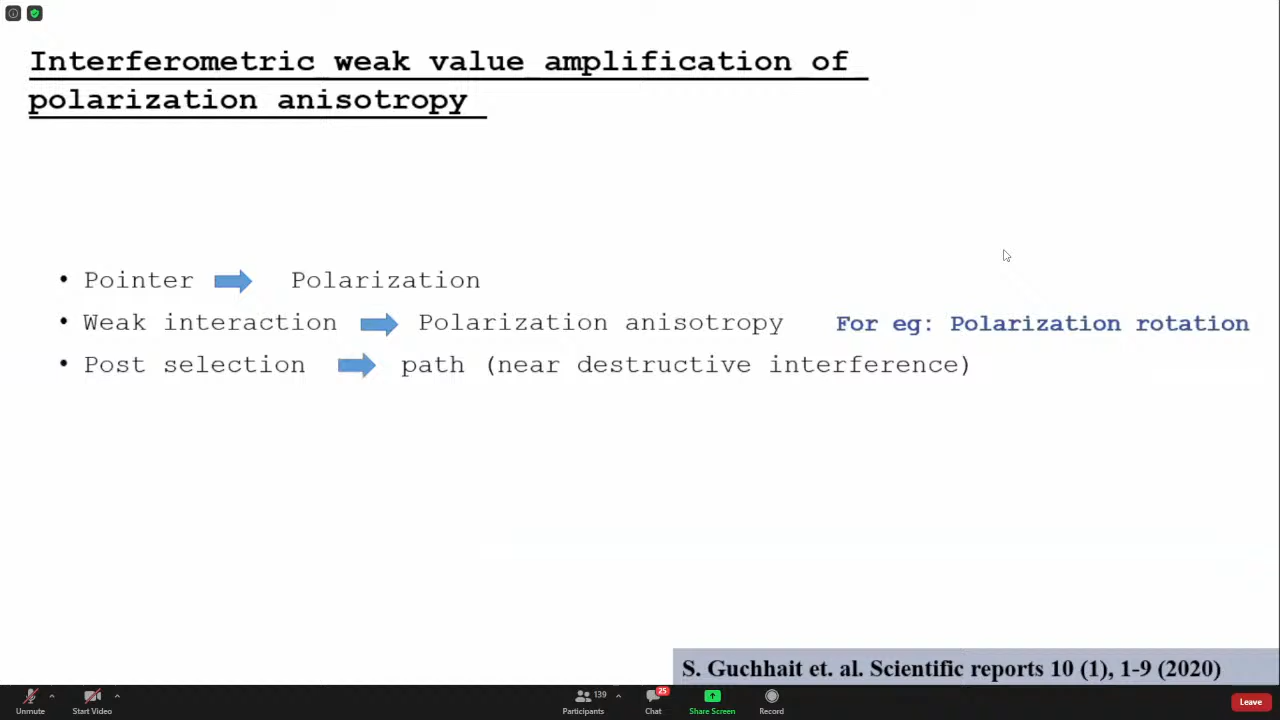 Interferometric weak value amplification of
polarization anisotropy
• Pointer Polarization
• Weak interaction Polarization anisotropy For eg: Polarization rotation
• Post selection path (near destructive interference)
S. Guchhait et. al. Scientific reports 10 (1), 1-9 (2020)
Unmute Start Video 139 Participants 25 Chat Share Screen Record Leave